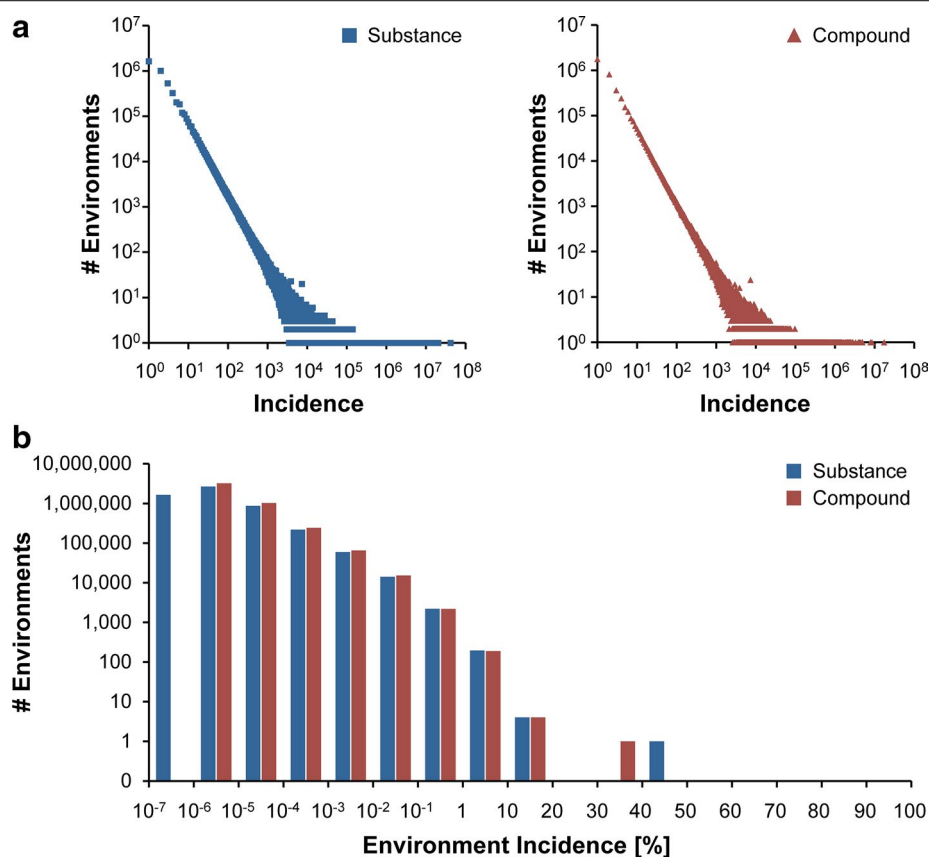 a
# Environments
10⁷
10⁶
10⁵
10⁴
10³
10²
10¹
10⁰
Substance
10⁰ 10¹ 10² 10³ 10⁴ 10⁵ 10⁶ 10⁷ 10⁸
Incidence
# Environments
10⁷
10⁶
10⁵
10⁴
10³
10²
10¹
10⁰
Compound
10⁰ 10¹ 10² 10³ 10⁴ 10⁵ 10⁶ 10⁷ 10⁸
Incidence
b
# Environments
10,000,000
1,000,000
100,000
10,000
1,000
100
10
1
0
Substance
Compound
10⁻⁷ 10⁻⁶ 10⁻⁵ 10⁻⁴ 10⁻³ 10⁻² 10⁻¹ 1 10 20 30 40 50 60 70 80 90 100
Environment Incidence [%]